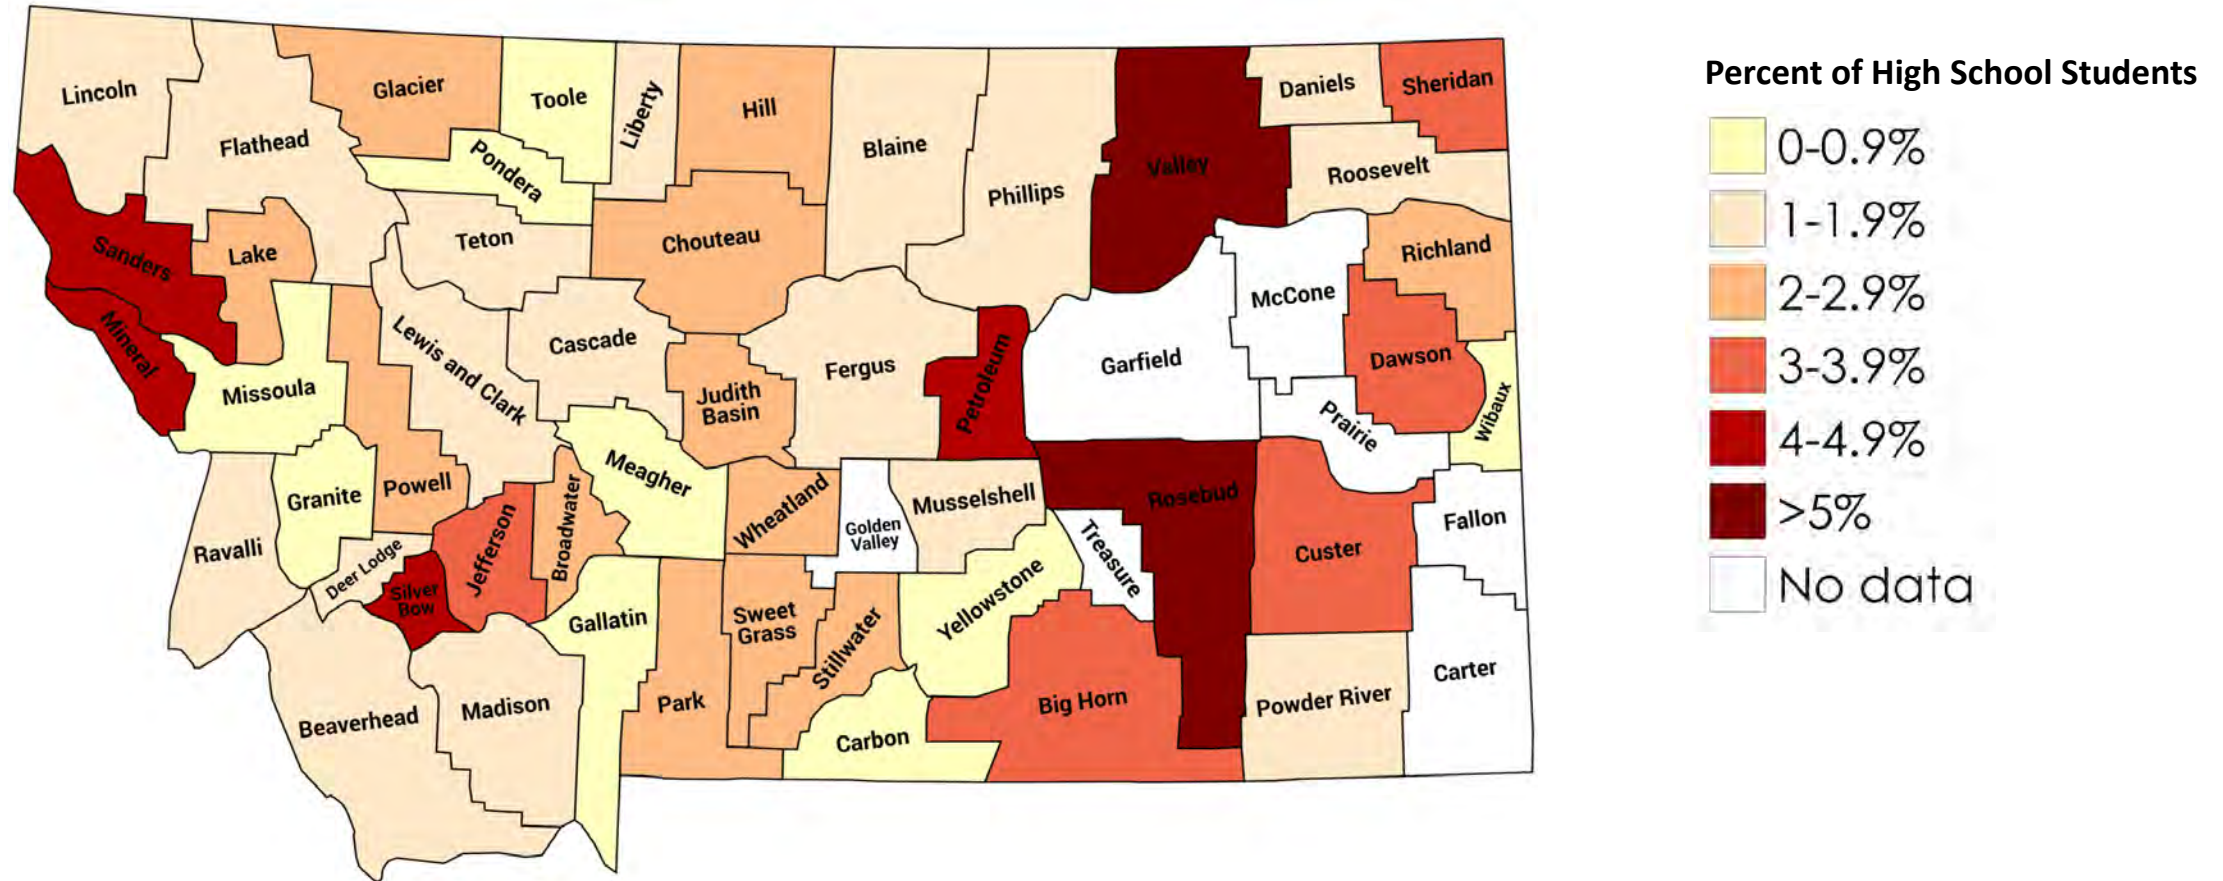 Percent of High School Students
0-0.9%
1-1.9%
2-2.9%
3-3.9%
4-4.9%
>5%
No data
Lincoln
Flathead
Glacier
Toole
Liberty
Hill
Blaine
Phillips
Valley
Daniels
Sheridan
Roosevelt
Pondera
Sanders
Lake
Teton
Chouteau
Richland
McCone
Mineral
Missoula
Lewis and Clark
Cascade
Judith
Basin
Fergus
Petroleum
Garfield
Dawson
Wibaux
Prairie
Granite
Powell
Meagher
Wheatland
Golden
Valley
Musselshell
Rosebud
Treasure
Custer
Fallon
Ravalli
Deer Lodge
Silver
Bow
Jefferson
Broadwater
Gallatin
Sweet
Grass
Stillwater
Yellowstone
Beaverhead
Madison
Park
Carbon
Big Horn
Powder River
Carter